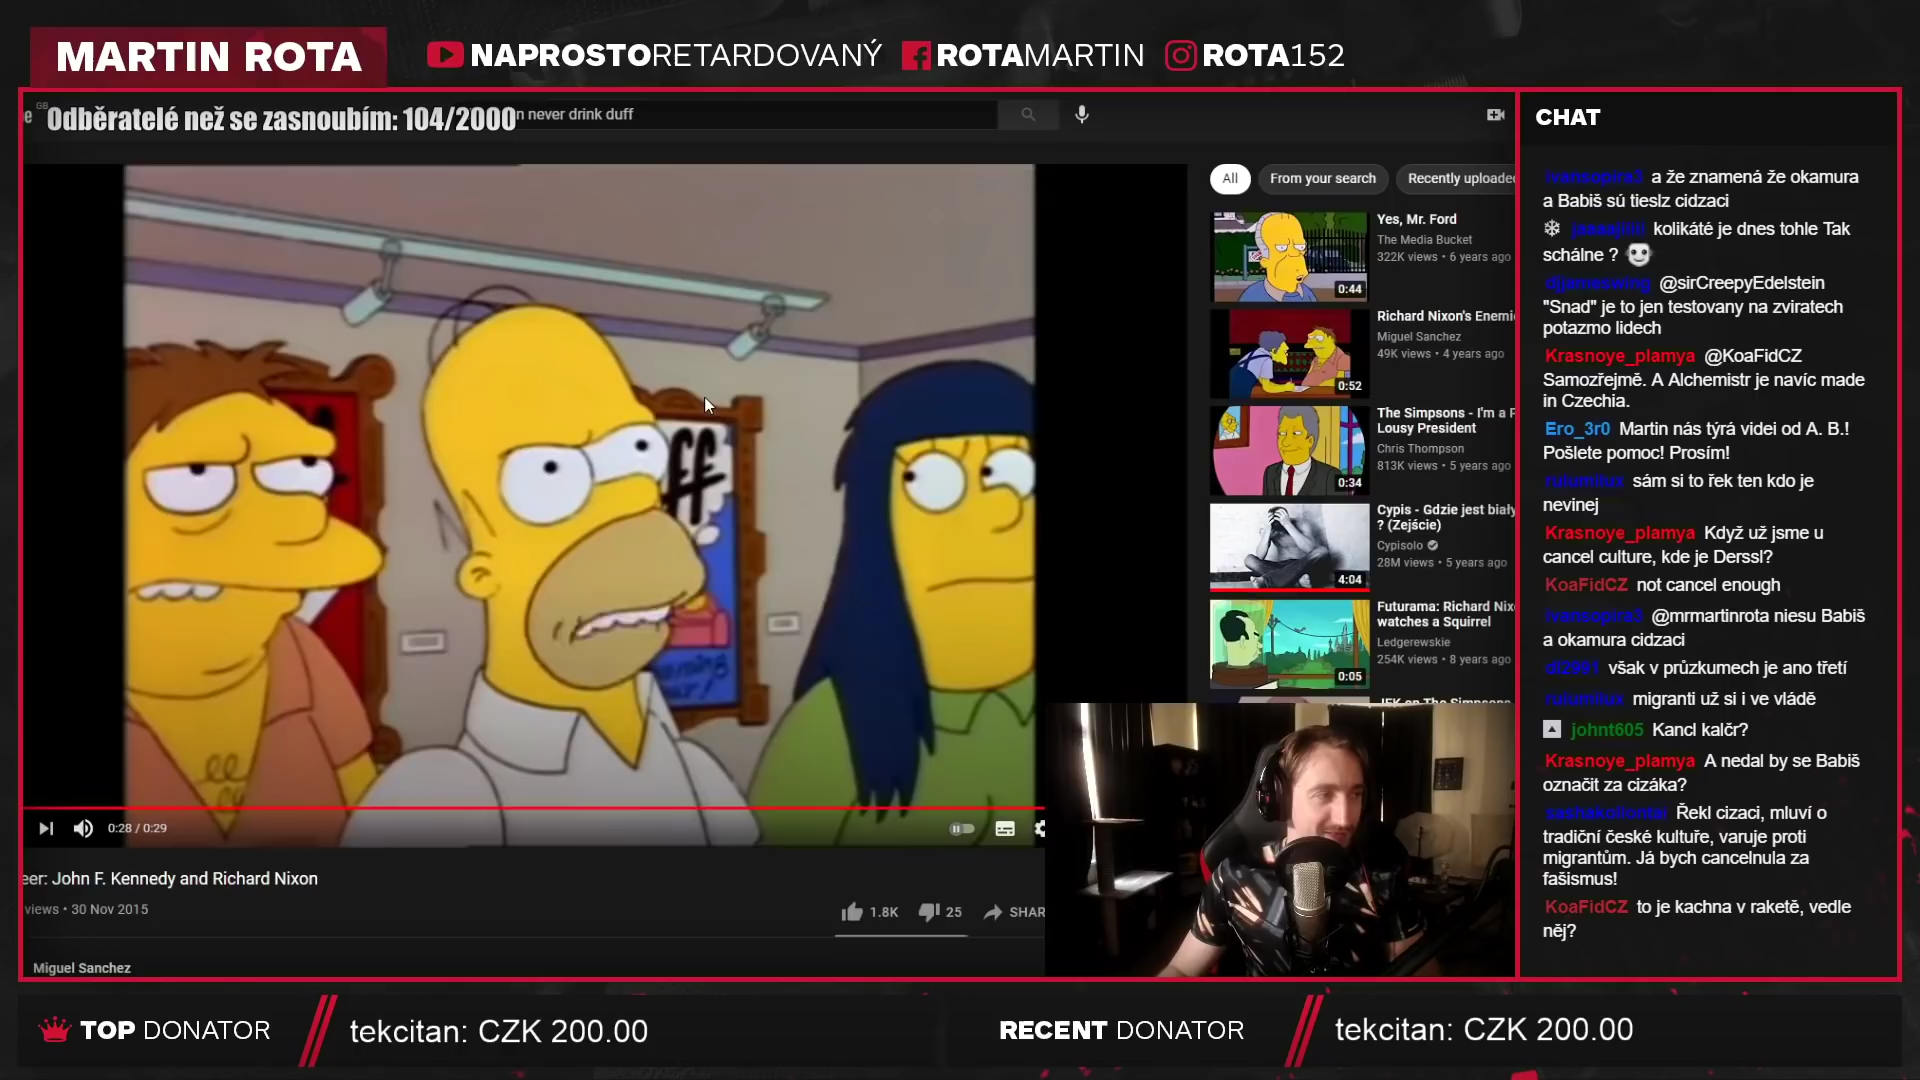 MARTIN ROTA
NAPROSTORETARDOVANÝ
ROTAMARTIN
ROTA152
e GB
Odběratelé než se zasnoubím: 104/2000
n never drink duff
ff
0:28 / 0:29
eer: John F. Kennedy and Richard Nixon
views • 30 Nov 2015
1.8K
25
SHAR
Miguel Sanchez
All
From your search
Recently uploaded
Yes, Mr. Ford
The Media Bucket
322K views • 6 years ago
0:44
Richard Nixon's Enemi
Miguel Sanchez
49K views • 4 years ago
0:52
The Simpsons - I'm a F
Lousy President
Chris Thompson
813K views • 5 years ago
0:34
Cypis - Gdzie jest biały
? (Zejście)
Cypisolo
28M views • 5 years ago
4:04
Futurama: Richard Nix
watches a Squirrel
Ledgerewskie
254K views • 8 years ago
0:05
JFK on The Simpsons
CHAT
ivansopira3 a že znamená že okamura
a Babiš sú tieslz cidzaci
kolikáté je dnes tohle Tak
schálne ?
djjameswing @sirCreepyEdelstein
"Snad" je to jen testovany na zviratech
potazmo lidech
Krasnoye_plamya @KoaFidCZ
Samozřejmě. A Alchemistr je navíc made
in Czechia.
Ero_3r0 Martin nás týrá videi od A. B.!
Pošlete pomoc! Prosím!
sám si to řek ten kdo je
nevinej
Krasnoye_plamya Když už jsme u
cancel culture, kde je Derssl?
KoaFidCZ not cancel enough
ivansopira3 @mrmartinrota niesu Babiš
a okamura cidzaci
dl2991 však v průzkumech je ano třetí
migranti už si i ve vládě
johnt605 Kancl kalčr?
Krasnoye_plamya A nedal by se Babiš
označit za cizáka?
sashakollontai Řekl cizaci, mluví o
tradiční české kultuře, varuje proti
migrantům. Já bych cancelnula za
fašismus!
KoaFidCZ to je kachna v raketě, vedle
něj?
TOP DONATOR
tekcitan: CZK 200.00
RECENT DONATOR
tekcitan: CZK 200.00